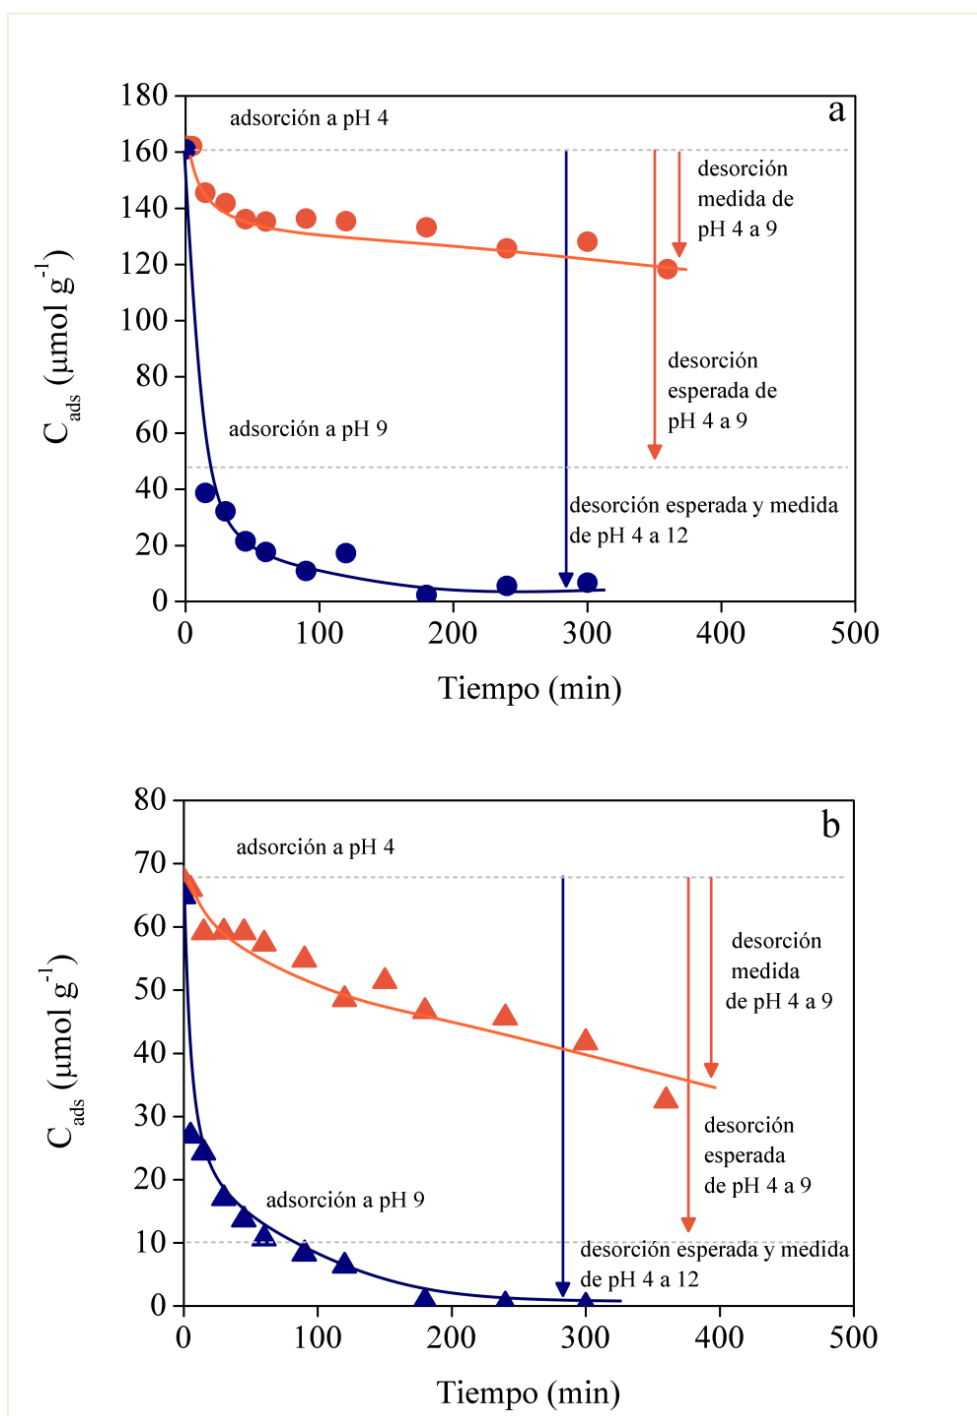 a
180
160
140
120
100
80
60
40
20
0
adsorción a pH 4
desorción
medida de
pH 4 a 9
desorción
esperada de
pH 4 a 9
adsorción a pH 9
desorción esperada y medida
de pH 4 a 12
C_ads (μmol g⁻¹)
0 100 200 300 400 500
Tiempo (min)
b
80
70
60
50
40
30
20
10
0
adsorción a pH 4
desorción
medida
de pH 4 a 9
desorción
esperada
de pH 4 a 9
adsorción a pH 9
desorción esperada y medida
de pH 4 a 12
C_ads (μmol g⁻¹)
0 100 200 300 400 500
Tiempo (min)